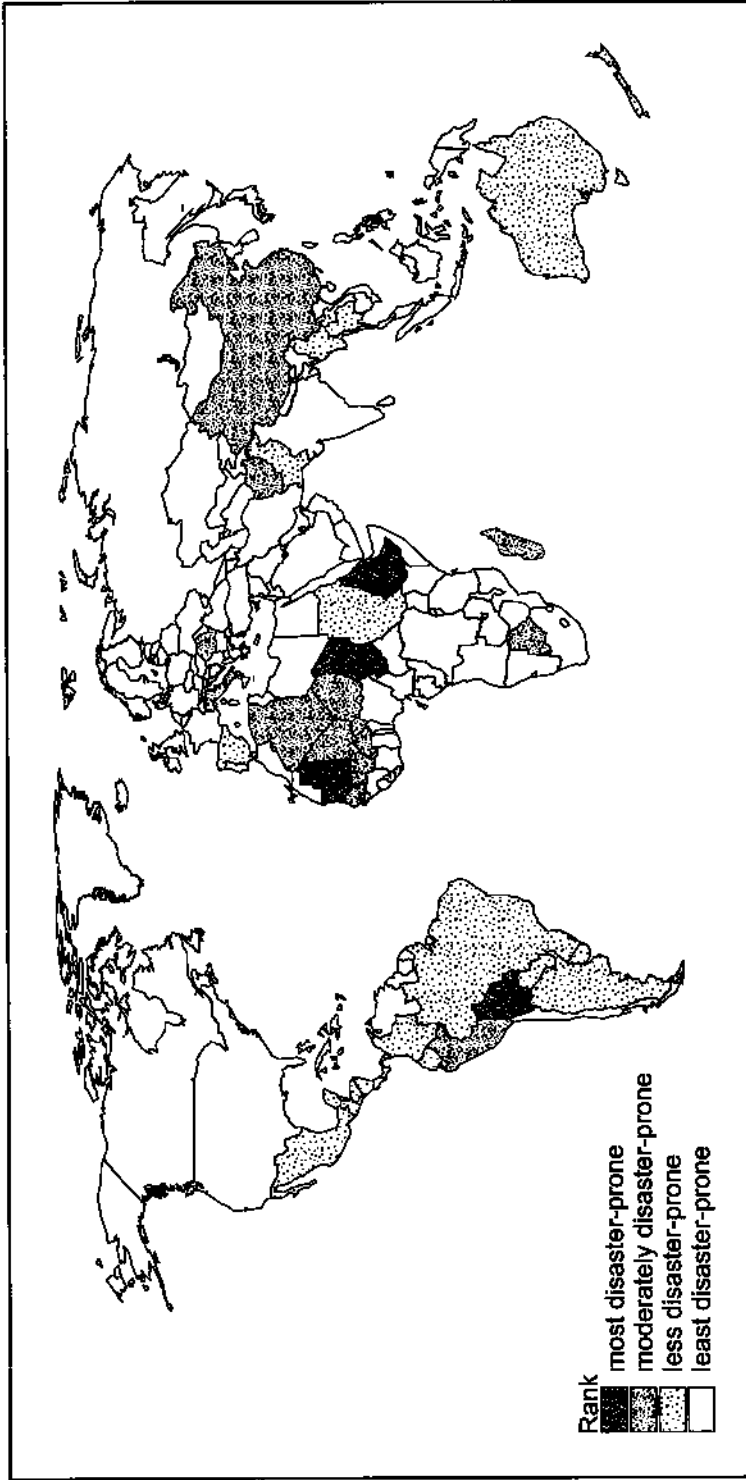 Rank
most disaster-prone
moderately disaster-prone
less disaster-prone
least disaster-prone